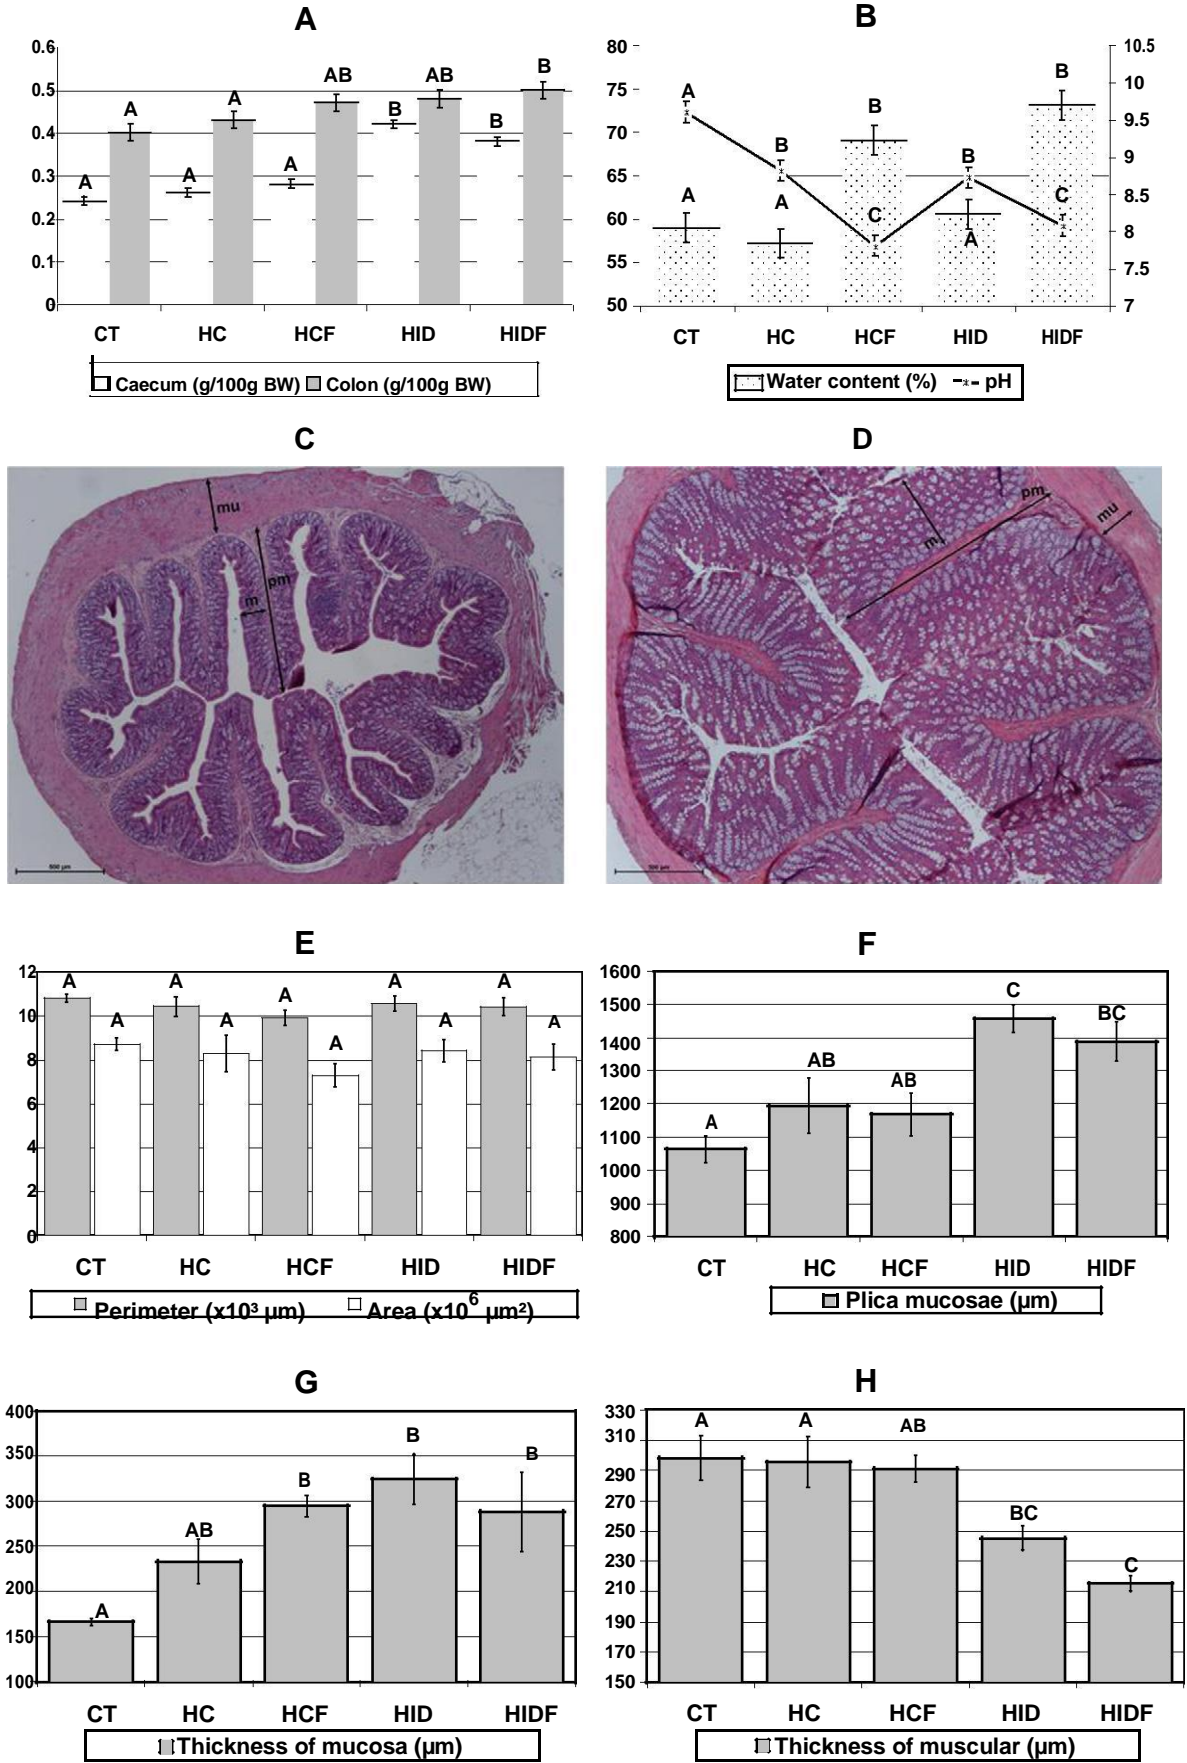 A
0.6
0.5
0.4
0.3
0.2
0.1
0
A
A
A
A
A
AB
B
AB
B
B
CT HC HCF HID HIDF
Caecum (g/100g BW) Colon (g/100g BW)
B
80
75
70
65
60
55
50
10.5
10
9.5
9
8.5
8
7.5
7
A
A
B
A
B
C
B
A
B
C
CT HC HCF HID HIDF
Water content (%) pH
C
mu
pm
m
500 µm
D
pm
mu
m
500 µm
E
12
10
8
6
4
2
0
A
A
A
A
A
A
A
A
A
A
CT HC HCF HID HIDF
Perimeter (x10³ µm) Area (x10⁶ µm²)
F
1600
1500
1400
1300
1200
1100
1000
900
800
A
AB
AB
C
BC
CT HC HCF HID HIDF
Plica mucosae (µm)
G
400
350
300
250
200
150
100
A
AB
B
B
B
CT HC HCF HID HIDF
Thickness of mucosa (µm)
H
330
310
290
270
250
230
210
190
170
150
A
A
AB
BC
C
CT HC HCF HID HIDF
Thickness of muscular (µm)